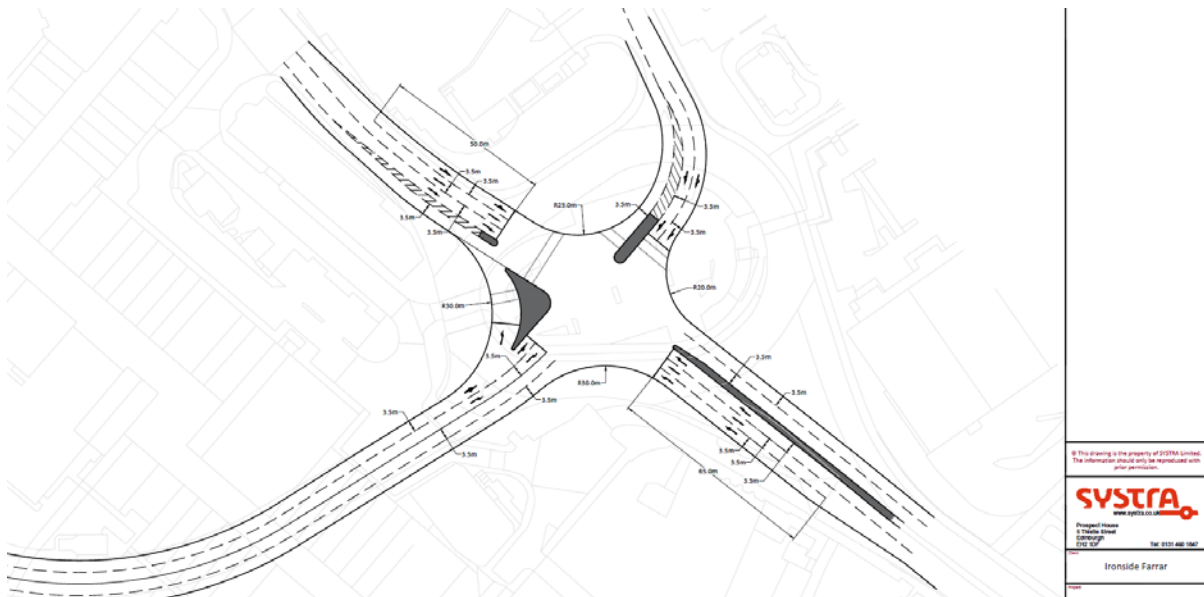 50.0m
3.5m
3.5m
3.5m
3.5m
R25.0m
3.5m
3.5m
3.5m
R30.0m
R20.0m
3.5m
3.5m
3.5m
3.5m
3.5m
3.5m
3.5m
3.5m
3.5m
65.0m
© This drawing is the property of SYSTRA Limited.
The information should only be reproduced with
prior permission.
SYSTRA
www.systra.co.uk
Prospect House
5 Thistle Street
Edinburgh
EH2 1DF Tel: 0131 460 1847
Client
Ironside Farrar
Project